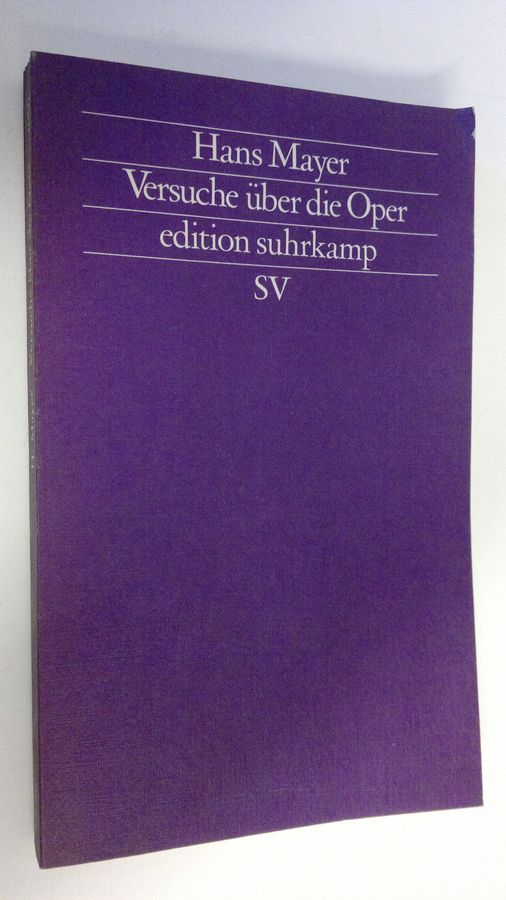 Hans Mayer
Versuche über die Oper
edition suhrkamp
SV